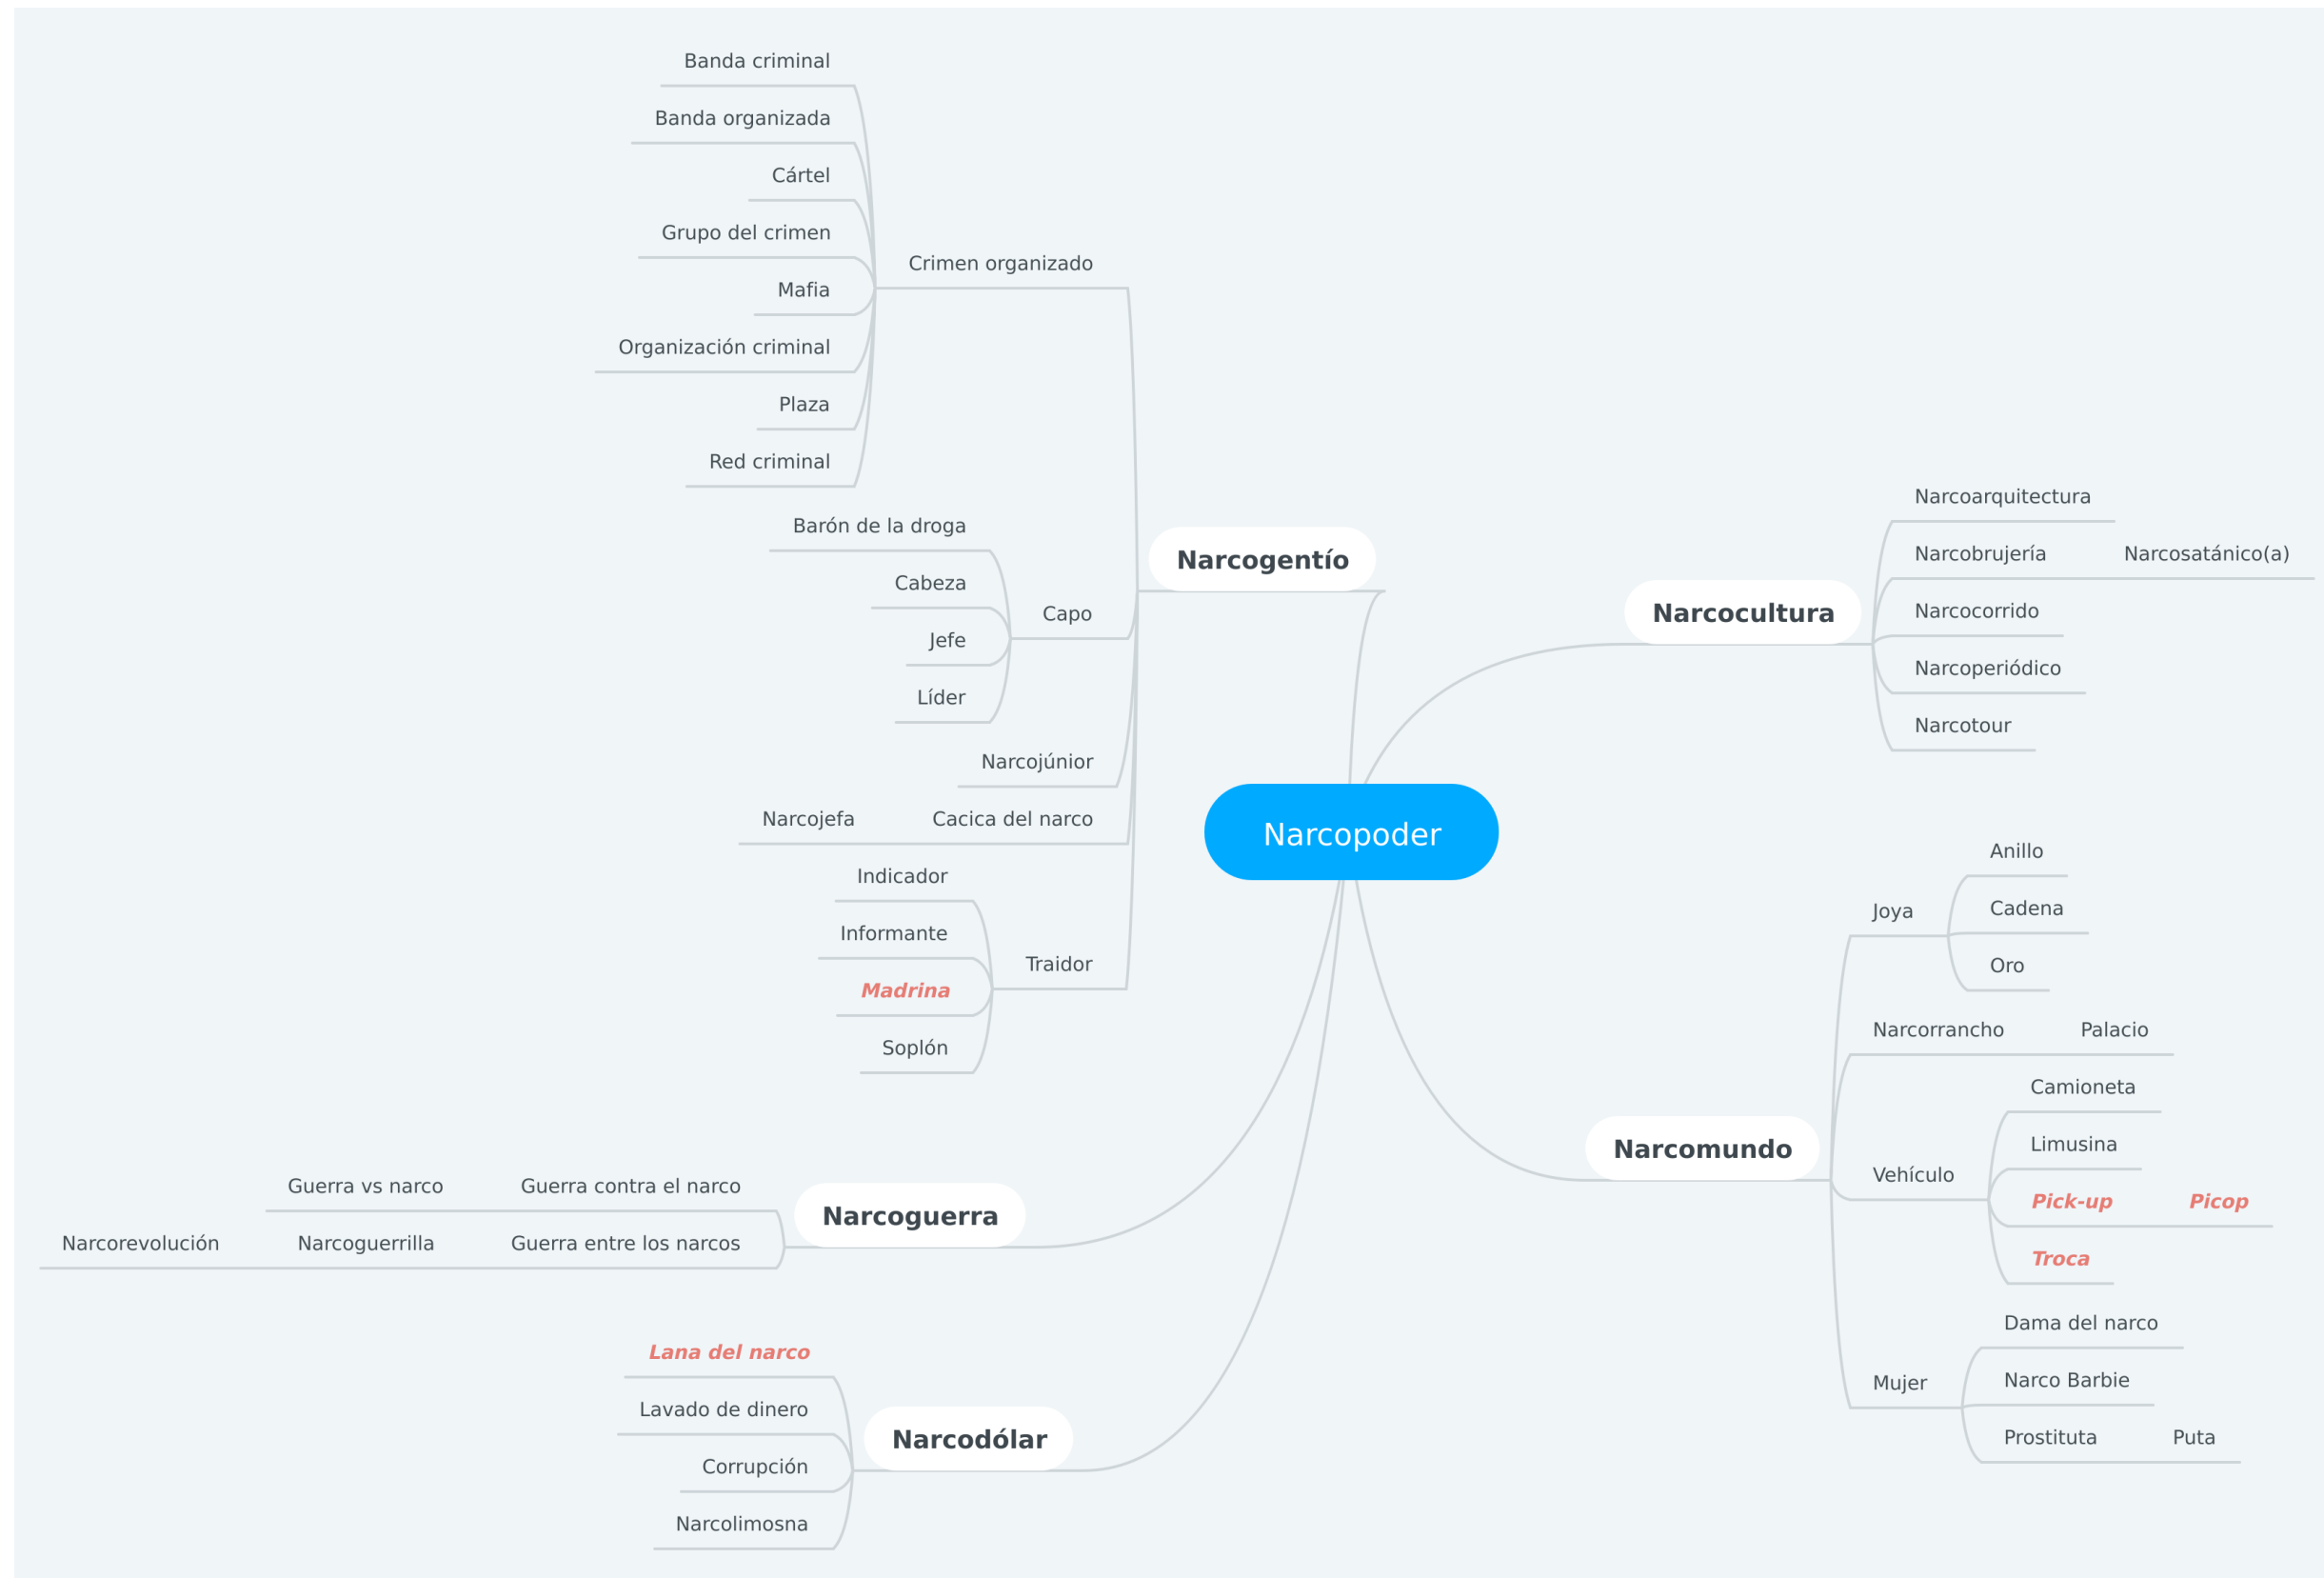 Banda criminal
Banda organizada
Cártel
Grupo del crimen
Mafia
Organización criminal
Plaza
Red criminal
Crimen organizado
Barón de la droga
Cabeza
Jefe
Líder
Capo
Narcojúnior
Narcojefa Cacica del narco
Indicador
Informante
Madrina
Soplón
Traidor
Narcogentío
Guerra vs narco Guerra contra el narco
Narcorevolución Narcoguerrilla Guerra entre los narcos
Narcoguerra
Lana del narco
Lavado de dinero
Corrupción
Narcolimosna
Narcodólar
Narcopoder
Narcocultura
Narcoarquitectura
Narcobrujería Narcosatánico(a)
Narcocorrido
Narcoperiódico
Narcotour
Narcomundo
Joya
Anillo
Cadena
Oro
Narcorrancho Palacio
Vehículo
Camioneta
Limusina
Pick-up Picop
Troca
Mujer
Dama del narco
Narco Barbie
Prostituta Puta